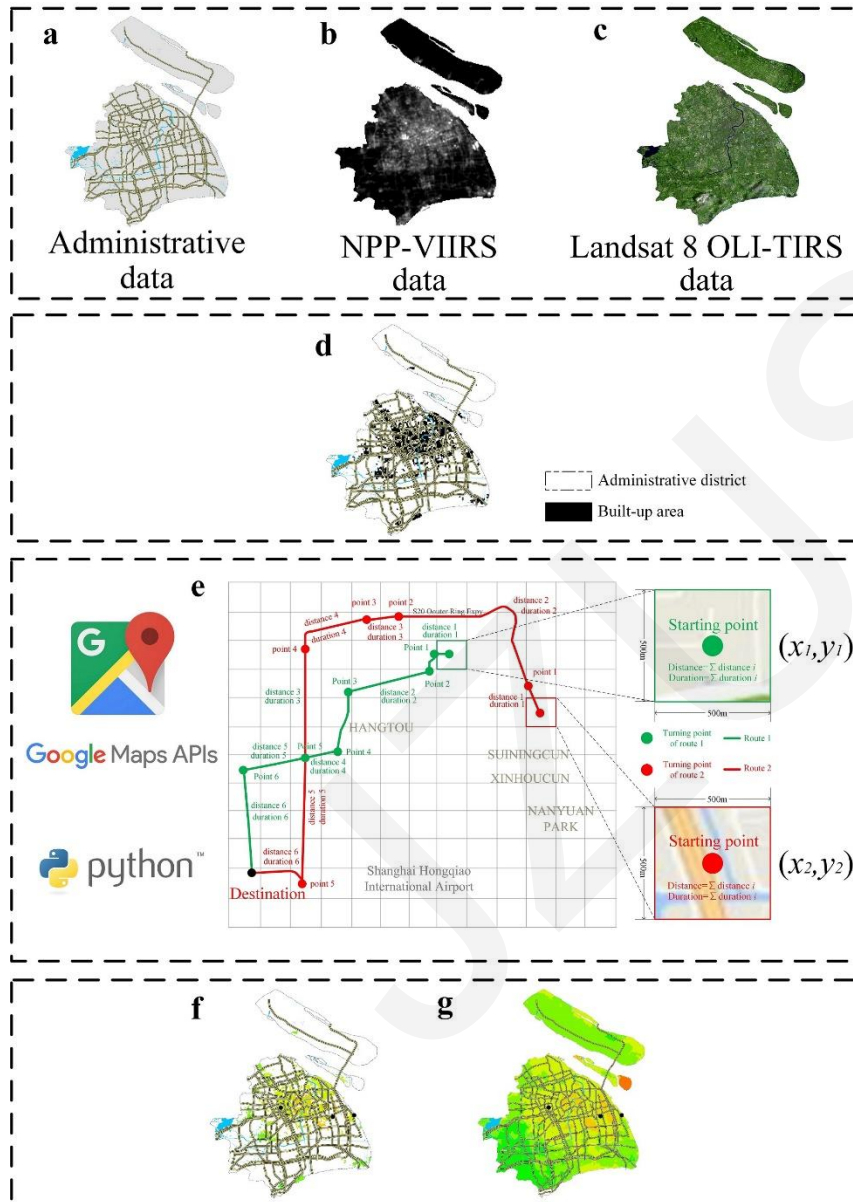 a
b
c
Administrative
data
NPP-VIIRS
data
Landsat 8 OLI-TIRS
data
d
Administrative district
Built-up area
e
G
Google Maps APIs
python™
S20 Oouter Ring Expy
distance 2
duration 2
point 3
point 2
distance 4
duration 4
distance 3
duration 3
point 4
distance 1
duration 1
Point 1
Point 2
Point 3
distance 2
duration 2
point 1
distance 1
duration 1
distance 3
duration 3
HANGTOU
distance 5
duration 5
Point 5
distance 4
duration 4
Point 4
Point 6
SUININGCUN
XINHOUCUN
NANYUAN
PARK
distance 6
duration 6
distance 5
duration 5
distance 6
duration 6
point 5
Destination
Shanghai Hongqiao
International Airport
500m
Starting point
Distance=Σ distance i
Duration=Σ duration i
(x1,y1)
500m
Turning point
of route 1
Route 1
Turning point
of route 2
Route 2
500m
500m
Starting point
Distance=Σ distance i
Duration=Σ duration i
(x2,y2)
f
g
JZUS